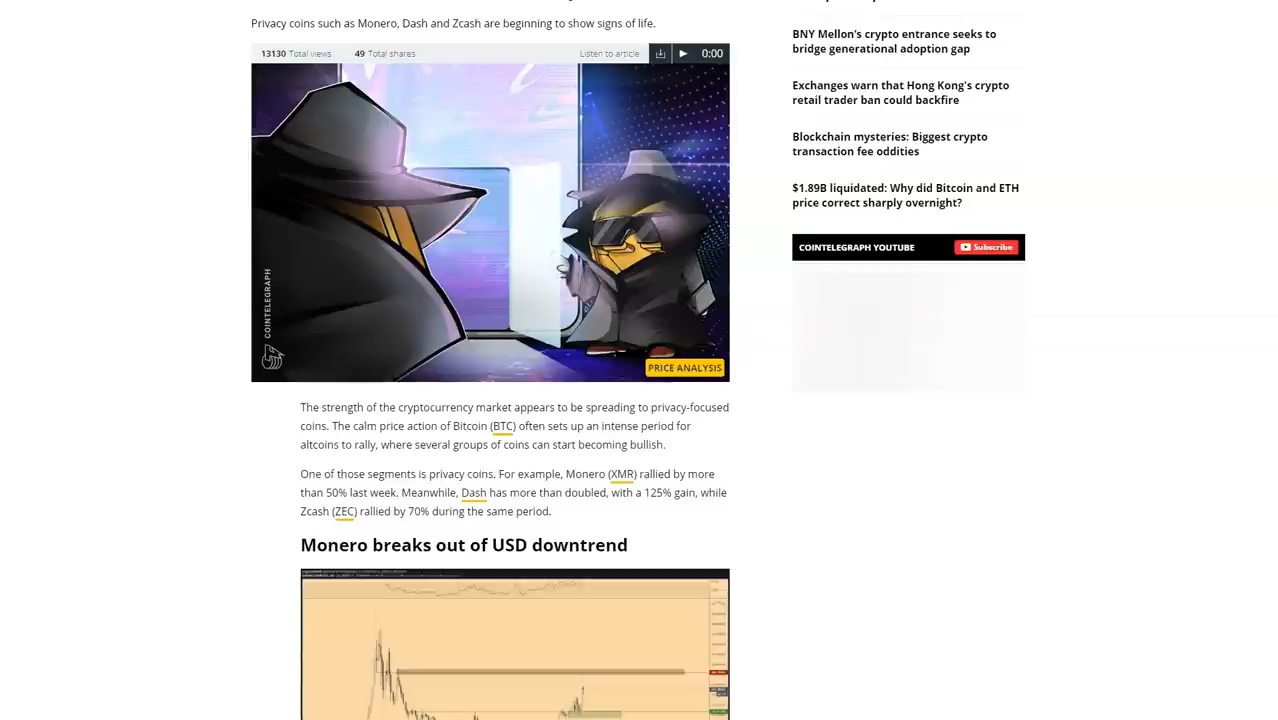 Privacy coins such as Monero, Dash and Zcash are beginning to show signs of life.
13130 Total views 49 Total shares Listen to article 0:00
COINTELEGRAPH
PRICE ANALYSIS
The strength of the cryptocurrency market appears to be spreading to privacy-focused
coins. The calm price action of Bitcoin (BTC) often sets up an intense period for
altcoins to rally, where several groups of coins can start becoming bullish.
One of those segments is privacy coins. For example, Monero (XMR) rallied by more
than 50% last week. Meanwhile, Dash has more than doubled, with a 125% gain, while
Zcash (ZEC) rallied by 70% during the same period.
Monero breaks out of USD downtrend
BNY Mellon's crypto entrance seeks to
bridge generational adoption gap
Exchanges warn that Hong Kong's crypto
retail trader ban could backfire
Blockchain mysteries: Biggest crypto
transaction fee oddities
$1.89B liquidated: Why did Bitcoin and ETH
price correct sharply overnight?
COINTELEGRAPH YOUTUBE Subscribe